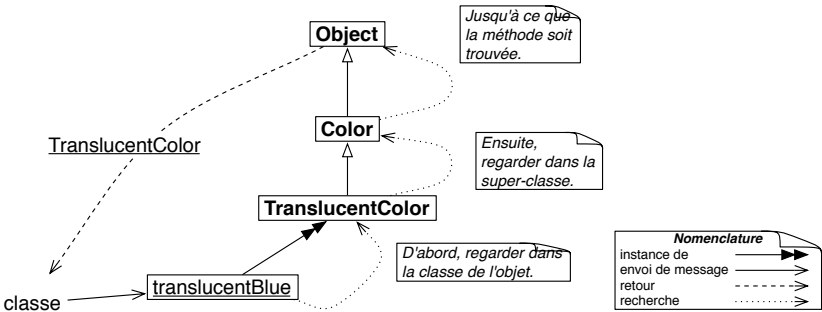 Jusqu'à ce que
la méthode soit
trouvée.
Object
Color
TranslucentColor
Ensuite,
regarder dans la
super-classe.
TranslucentColor
D'abord, regarder dans
la classe de l'objet.
Nomenclature
instance de
envoi de message
retour
recherche
classe
translucentBlue